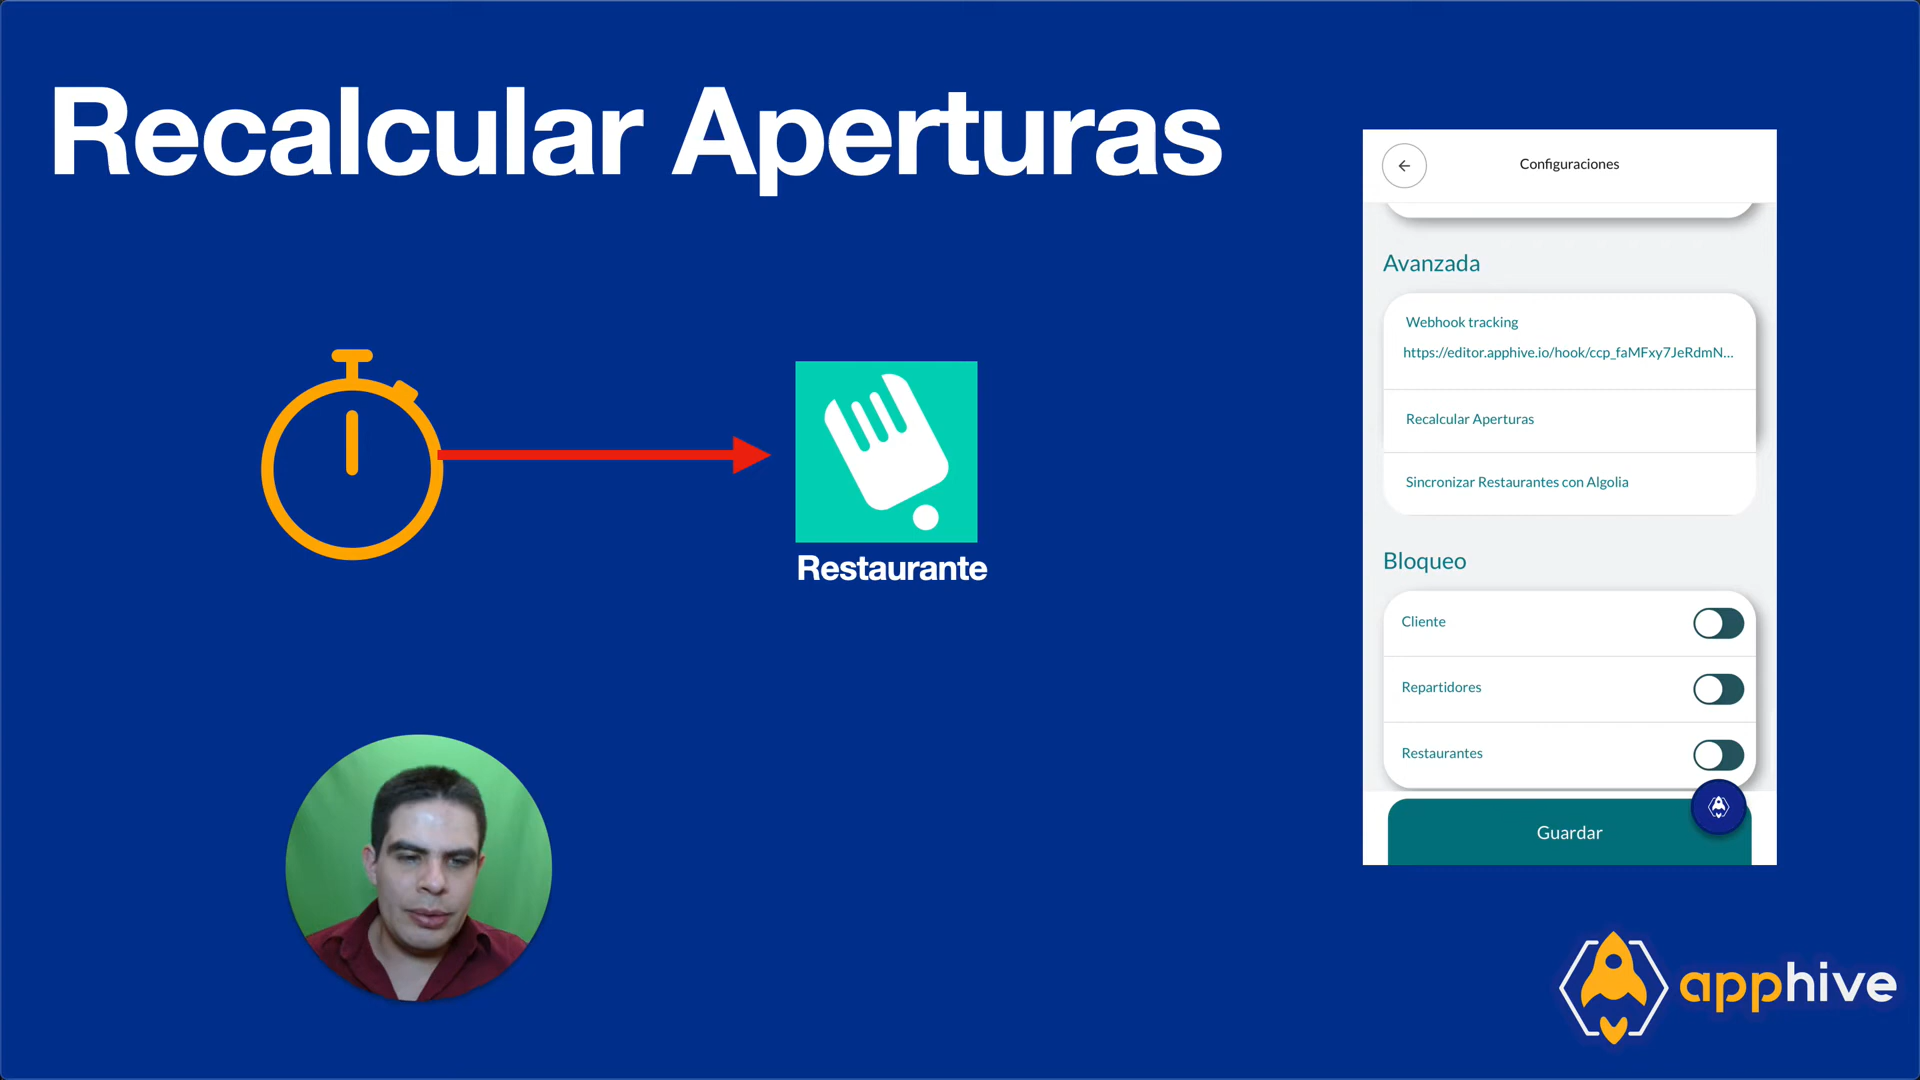 Recalcular Aperturas
Restaurante
Configuraciones
Avanzada
Webhook tracking
https://editor.apphive.io/hook/ccp_faMFxy7JeRdmN...
Recalcular Aperturas
Sincronizar Restaurantes con Algolia
Bloqueo
Cliente
Repartidores
Restaurantes
Guardar
apphive